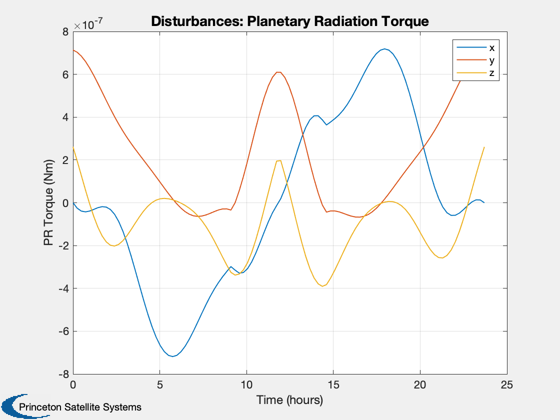 Disturbances: Planetary Radiation Torque
×10⁻⁷
8
6
4
2
0
-2
-4
-6
-8
PR Torque (Nm)
x
y
z
0 5 10 15 20 25
Time (hours)
Princeton Satellite Systems